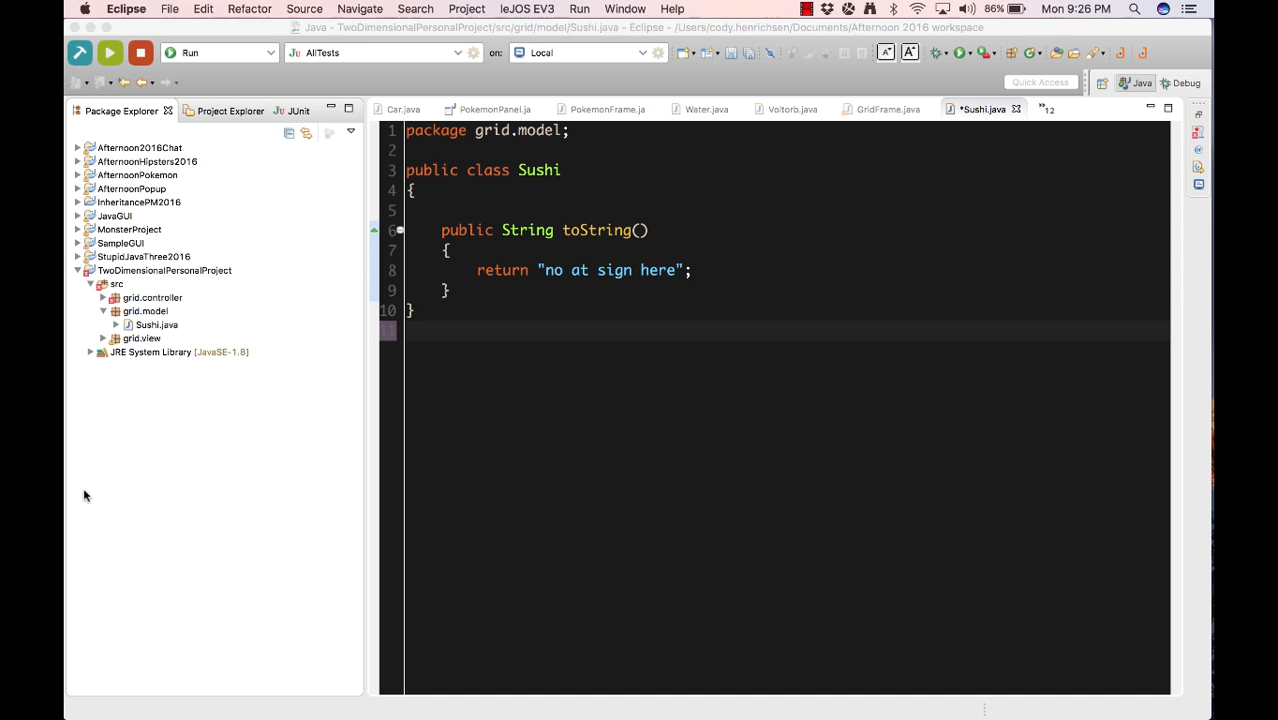 Eclipse File Edit Refactor Source Navigate Search Project leJOS EV3 Run Window Help 86% Mon 9:26 PM
Java - TwoDimensionalPersonalProject/src/grid/model/Sushi.java - Eclipse - /Users/cody.henrichsen/Documents/Afternoon 2016 workspace
Run Ju AllTests on: Local
Quick Access Java Debug
Package Explorer Project Explorer Ju JUnit
Car.java PokemonPanel.ja PokemonFrame.ja Water.java Voltorb.java GridFrame.java *Sushi.java »12
Afternoon2016Chat
AfternoonHipsters2016
AfternoonPokemon
AfternoonPopup
InheritancePM2016
JavaGUI
MonsterProject
SampleGUI
StupidJavaThree2016
TwoDimensionalPersonalProject
src
grid.controller
grid.model
Sushi.java
grid.view
JRE System Library [JavaSE-1.8]
1 package grid.model;
2
3 public class Sushi
4 {
5
6 public String toString()
7 {
8 return "no at sign here";
9 }
10 }
11